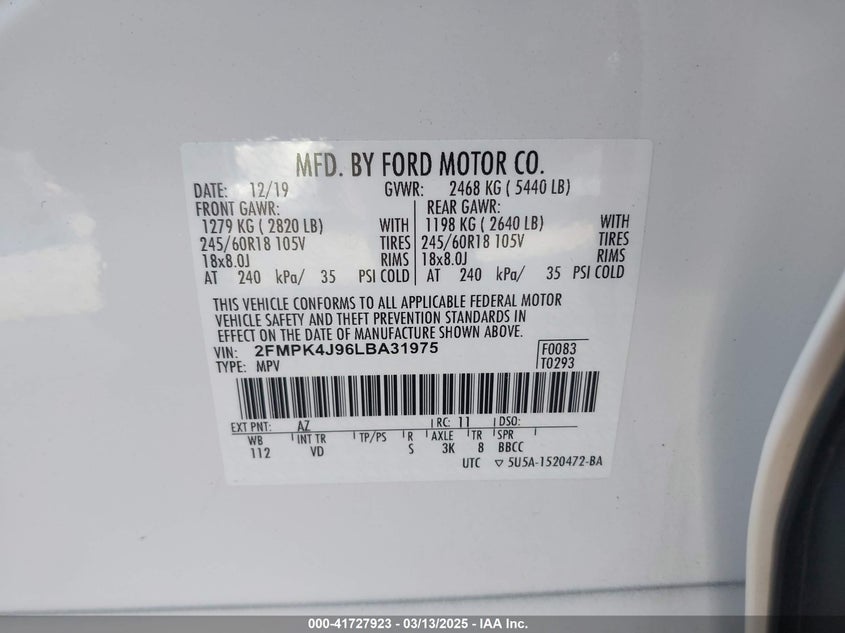 MFD. BY FORD MOTOR CO.
DATE: 12/19 GVWR: 2468 KG ( 5440 LB)
FRONT GAWR: REAR GAWR:
1279 KG ( 2820 LB) WITH 1198 KG ( 2640 LB) WITH
245/60R18 105V TIRES 245/60R18 105V TIRES
18x8.0J RIMS 18x8.0J RIMS
AT 240 kPa/ 35 PSI COLD AT 240 kPa/ 35 PSI COLD
THIS VEHICLE CONFORMS TO ALL APPLICABLE FEDERAL MOTOR
VEHICLE SAFETY AND THEFT PREVENTION STANDARDS IN
EFFECT ON THE DATE OF MANUFACTURE SHOWN ABOVE.
VIN: 2FMPK4J96LBA31975 F0083
TYPE: MPV T0293
EXT PNT: AZ RC: 11 DSO:
WB INT TR TP/PS R AXLE TR SPR
112 VD S 3K 8 BBCC
UTC ▽ 5U5A-1520472-BA
000-41727923 / 03/13/2025 - IAA Inc.